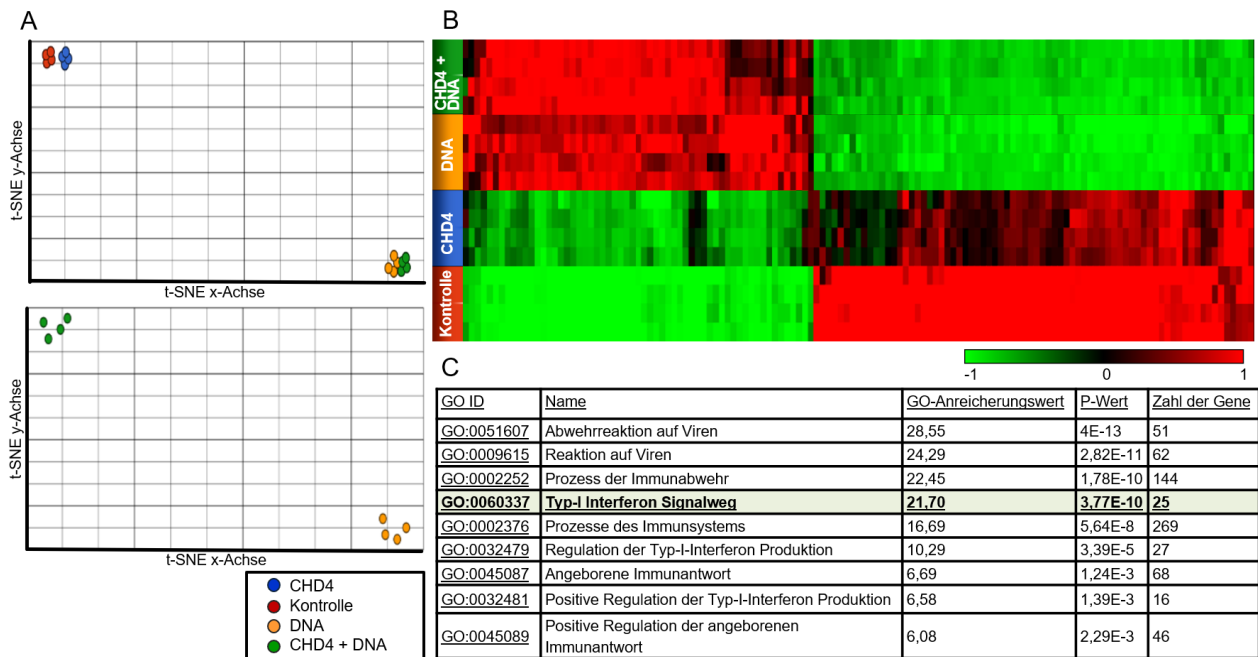 A
t-SNE y-Achse
t-SNE x-Achse
t-SNE y-Achse
t-SNE x-Achse
CHD4
Kontrolle
DNA
CHD4 + DNA
B
CHD4 +
DNA
DNA
CHD4
Kontrolle
-1 0 1
C
GO ID Name GO-Anreicherungswert P-Wert Zahl der Gene
GO:0051607 Abwehrreaktion auf Viren 28,55 4E-13 51
GO:0009615 Reaktion auf Viren 24,29 2,82E-11 62
GO:0002252 Prozess der Immunabwehr 22,45 1,78E-10 144
GO:0060337 Typ-I Interferon Signalweg 21,70 3,77E-10 25
GO:0002376 Prozesse des Immunsystems 16,69 5,64E-8 269
GO:0032479 Regulation der Typ-I-Interferon Produktion 10,29 3,39E-5 27
GO:0045087 Angeborene Immunantwort 6,69 1,24E-3 68
GO:0032481 Positive Regulation der Typ-I-Interferon Produktion 6,58 1,39E-3 16
GO:0045089 Positive Regulation der angeborenen
Immunantwort 6,08 2,29E-3 46